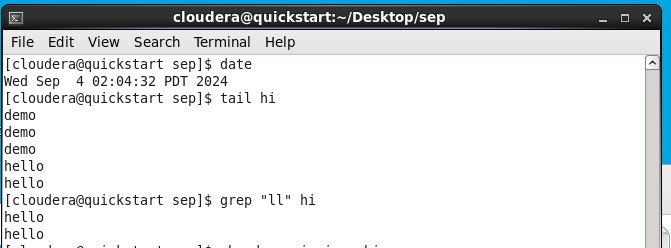 cloudera@quickstart:~/Desktop/sep
File Edit View Search Terminal Help
[cloudera@quickstart sep]$ date
Wed Sep  4 02:04:32 PDT 2024
[cloudera@quickstart sep]$ tail hi
demo
demo
demo
hello
hello
[cloudera@quickstart sep]$ grep "ll" hi
hello
hello